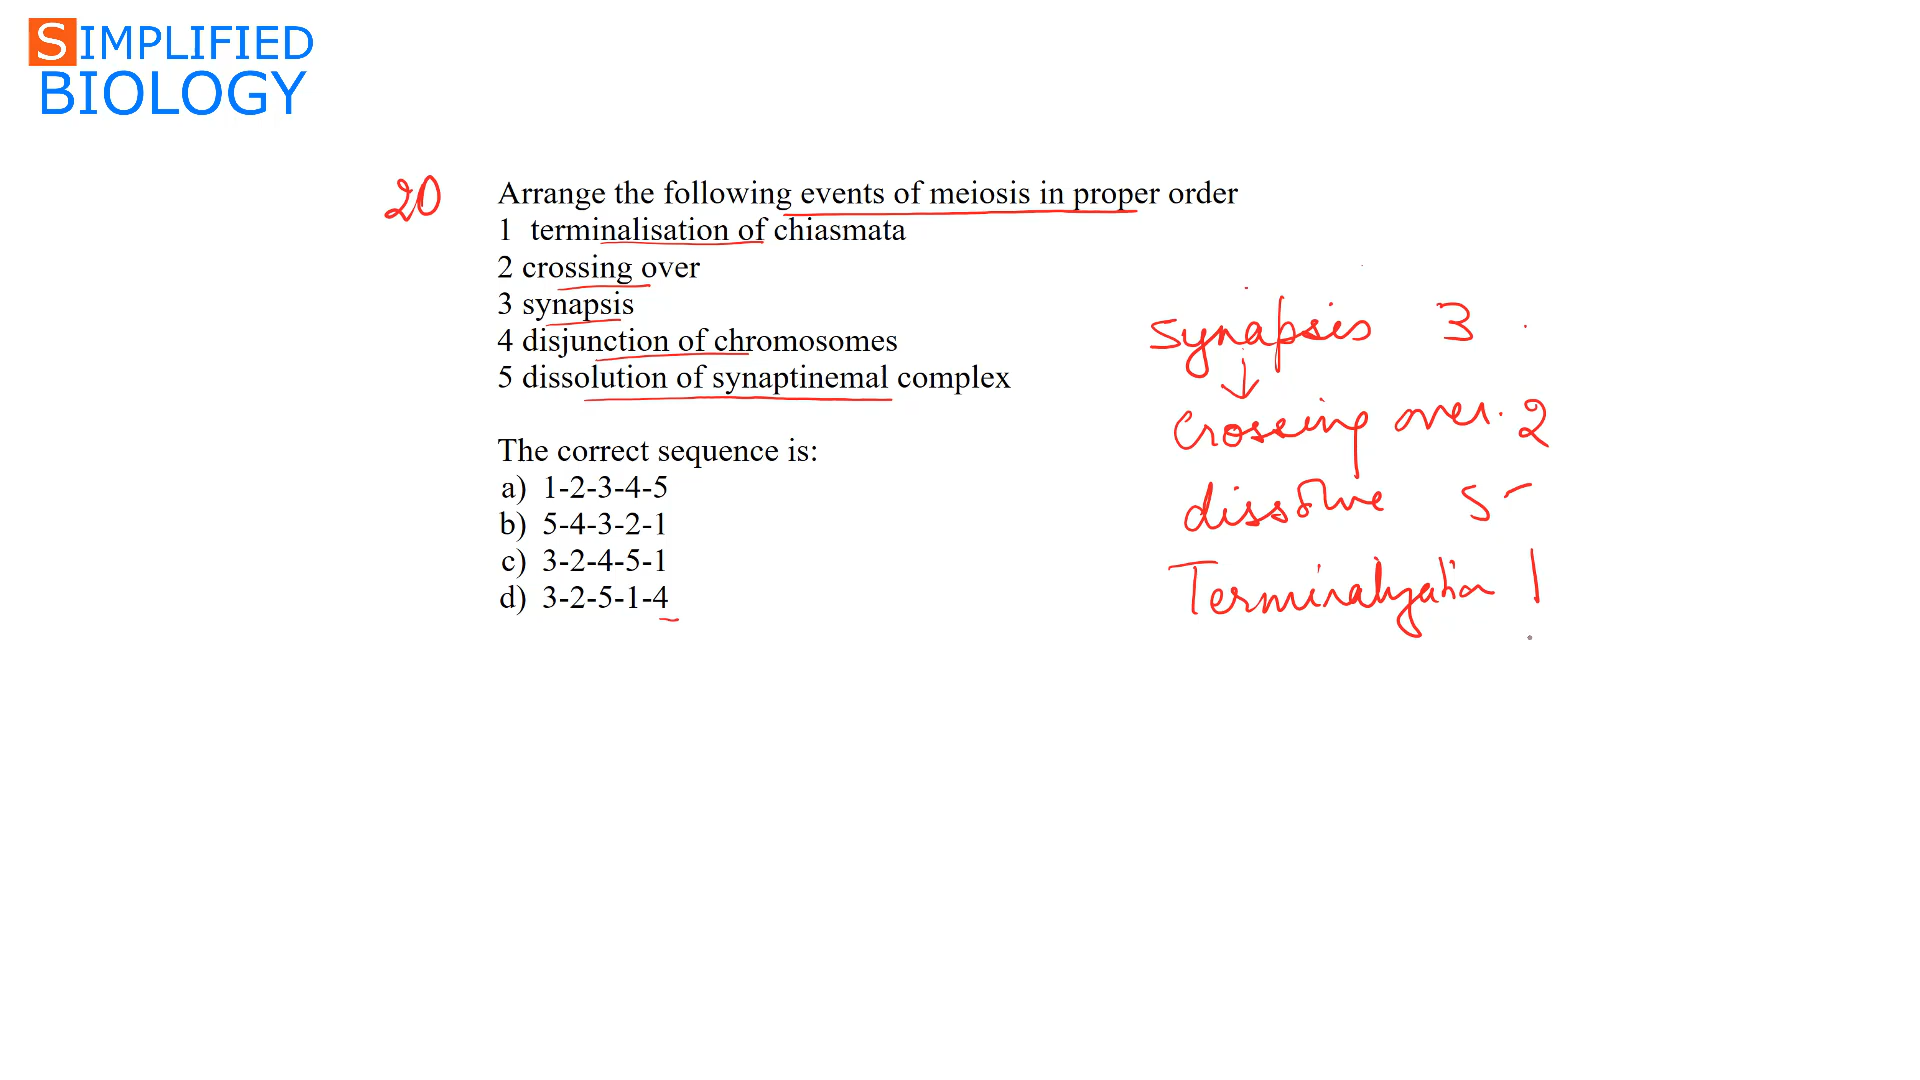 SIMPLIFIED
BIOLOGY
20 Arrange the following events of meiosis in proper order
1 terminalisation of chiasmata
2 crossing over
3 synapsis
4 disjunction of chromosomes
5 dissolution of synaptinemal complex
The correct sequence is:
a) 1-2-3-4-5
b) 5-4-3-2-1
c) 3-2-4-5-1
d) 3-2-5-1-4
Synapsis 3
↓
Crossing over. 2
dissolve 5
Terminalyation 1